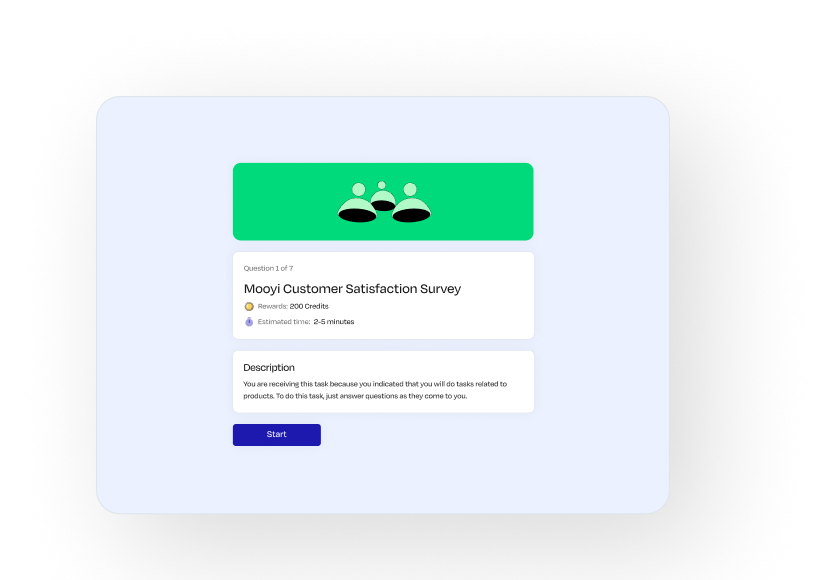 Question 1 of 7
Mooyi Customer Satisfaction Survey
Rewards: 200 Credits
Estimated time: 2-5 minutes
Description
You are receiving this task because you indicated that you will do tasks related to
products. To do this task, just answer questions as they come to you.
Start